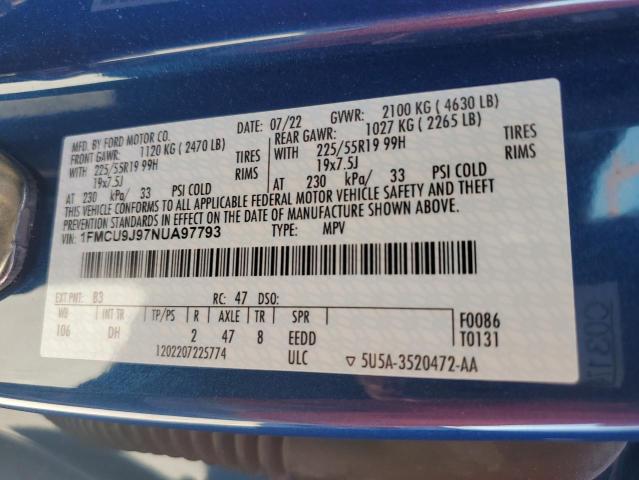 MFD. BY FORD MOTOR CO.
DATE: 07/22 GVWR: 2100 KG ( 4630 LB)
FRONT GAWR: 1120 KG ( 2470 LB) REAR GAWR: 1027 KG ( 2265 LB)
WITH 225/55R19 99H TIRES WITH 225/55R19 99H TIRES
19x7.5J RIMS 19x7.5J RIMS
AT 230 kPa/ 33 PSI COLD AT 230 kPa/ 33 PSI COLD
THIS VEHICLE CONFORMS TO ALL APPLICABLE FEDERAL MOTOR VEHICLE SAFETY AND THEFT
PREVENTION STANDARDS IN EFFECT ON THE DATE OF MANUFACTURE SHOWN ABOVE.
VIN: 1FMCU9J97NUA97793 TYPE: MPV
EXT PNT: B3 RC: 47 DSO:
WB INT TR TP/PS R AXLE TR SPR F0086
106 DH 2 47 8 EEDD T0131
1202207225774 ULC ▽ 5U5A-3520472-AA